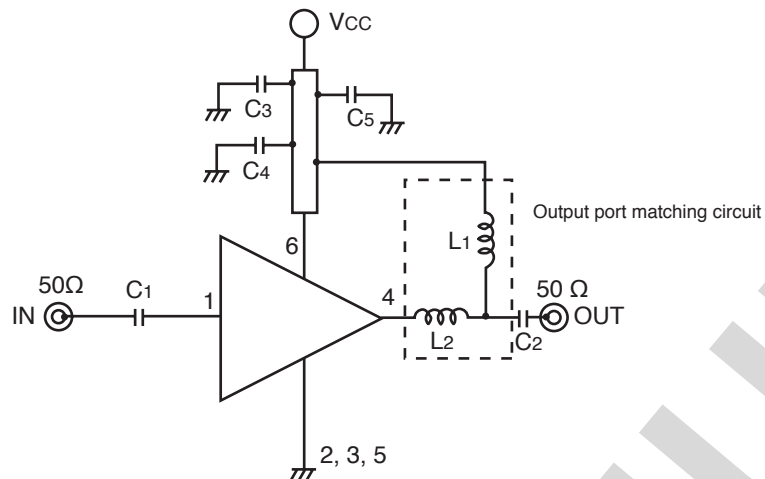 VCC
C3
C5
C4
Output port matching circuit
L1
6
50Ω
C1
1
4
50 Ω
IN
OUT
L2
C2
2, 3, 5